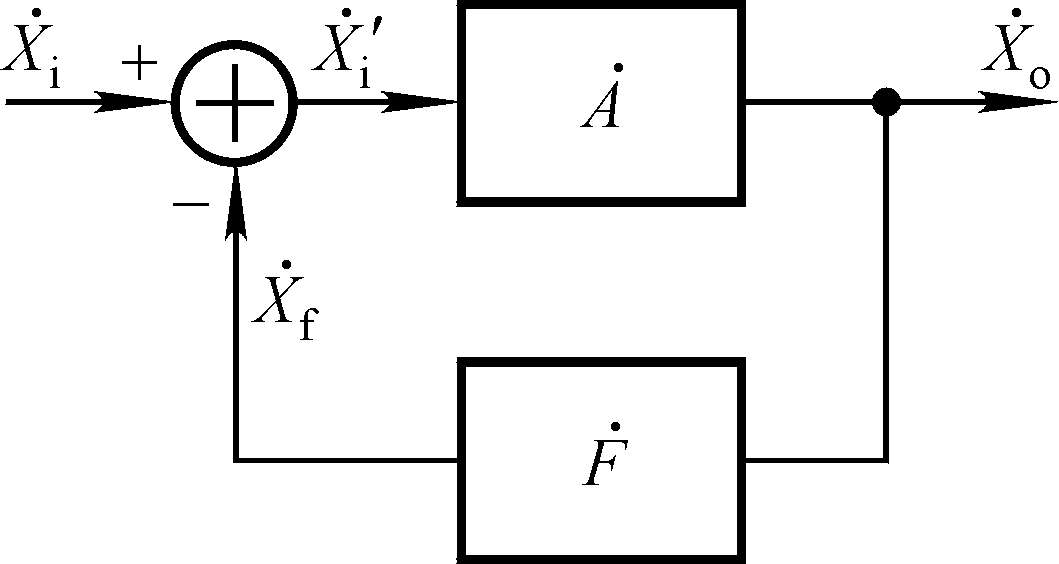 Ẋi + Ẋi′ Ȧ Ẋo
+
−
Ẋf
Ḟ